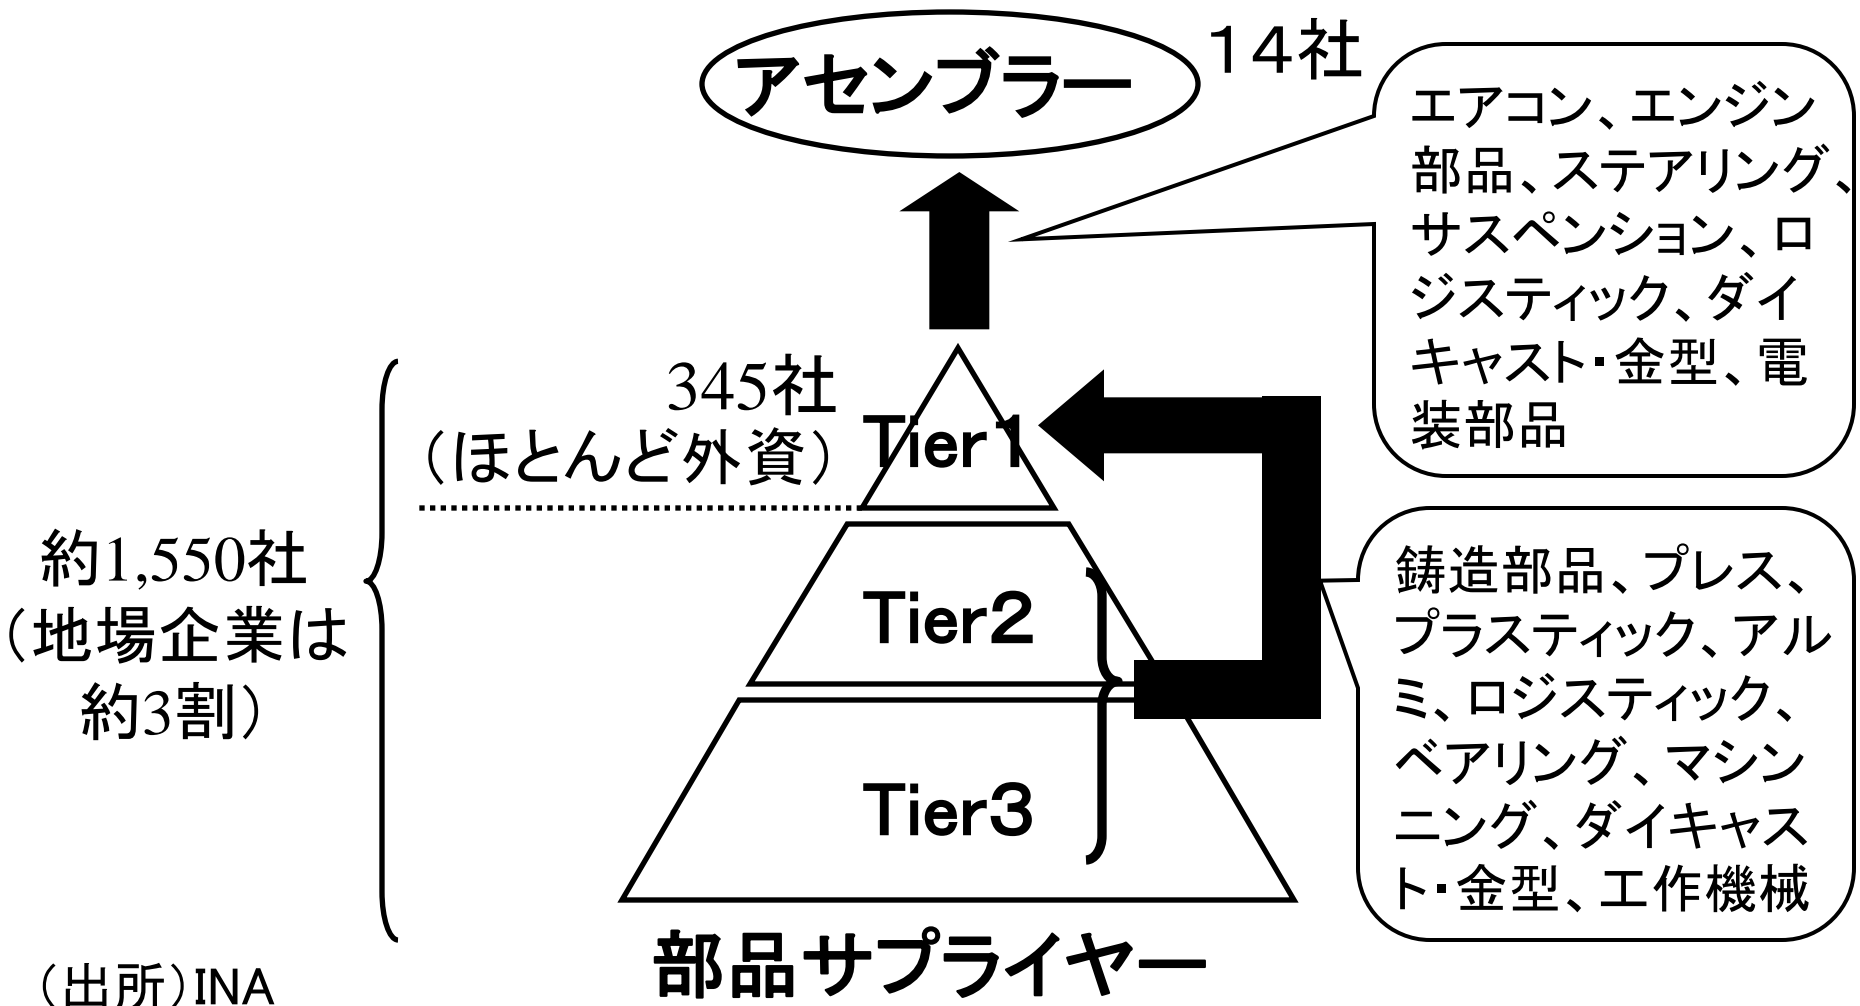 アセンブラー
14社
エアコン、エンジン
部品、ステアリング、
サスペンション、ロ
ジスティック、ダイ
キャスト・金型、電
装部品
345社
（ほとんど外資）
Tier1
約1,550社
（地場企業は
約3割）
Tier2
Tier3
鋳造部品、プレス、
プラスティック、アル
ミ、ロジスティック、
ベアリング、マシン
ニング、ダイキャス
ト・金型、工作機械
部品サプライヤー
（出所）INA